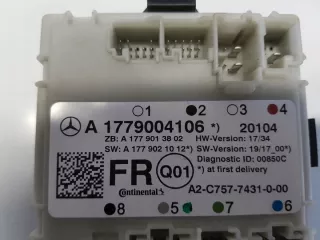 1 2 3 4
A 1779004106 *) 20104
ZB: A 177 901 38 02 HW-Version: 17/34
SW: A 177 902 10 12*) SW-Version: 19/17_00*)
Diagnostic ID: 00850C
*) at first delivery
FR Q01
Continental A2-C757-7431-0-00
8 5 7 6